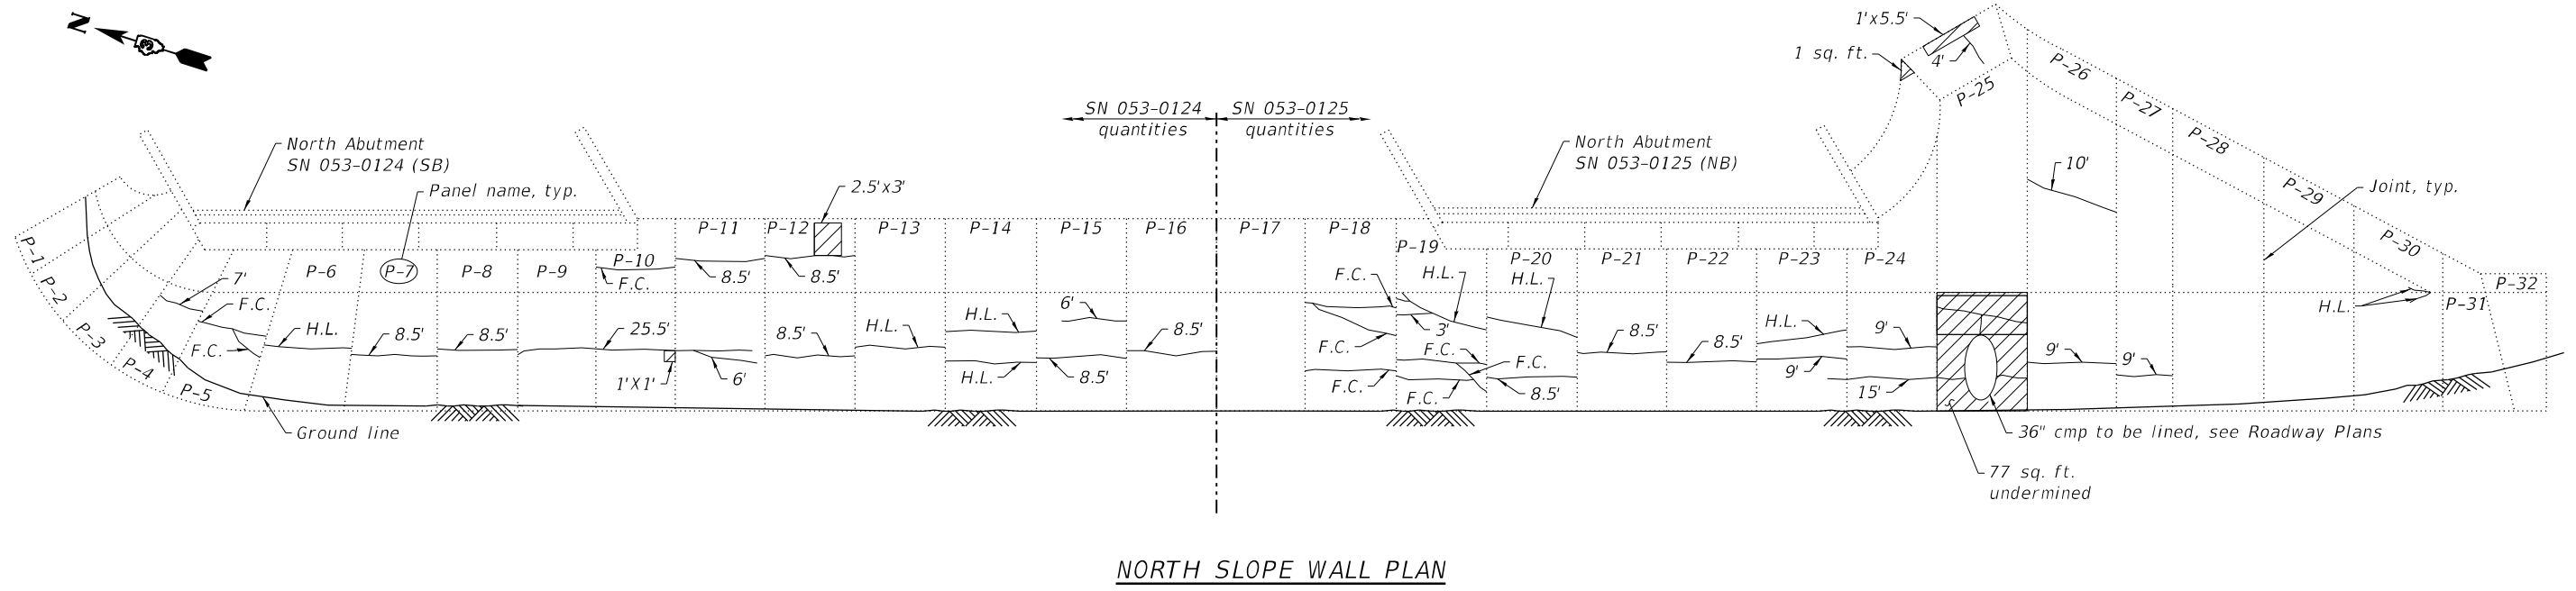 N
3
1'x5.5'
1 sq. ft.
4'
P-25
P-26
P-27
P-28
P-29
P-30
P-31
P-32
SN 053-0124
quantities
SN 053-0125
quantities
North Abutment
SN 053-0124 (SB)
Panel name, typ.
2.5'x3'
North Abutment
SN 053-0125 (NB)
10'
Joint, typ.
P-1
P-2
P-3
P-4
P-5
P-6
P-7
P-8
P-9
P-10
P-11
P-12
P-13
P-14
P-15
P-16
P-17
P-18
P-19
P-20
P-21
P-22
P-23
P-24
7'
F.C.
F.C.
H.L.
8.5'
8.5'
F.C.
25.5'
8.5'
8.5'
1'X1'
6'
8.5'
H.L.
H.L.
H.L.
6'
8.5'
8.5'
F.C.
F.C.
F.C.
H.L.
3'
F.C.
F.C.
F.C.
H.L.
8.5'
8.5'
8.5'
H.L.
9'
9'
15'
9'
9'
H.L.
Ground line
36" cmp to be lined, see Roadway Plans
77 sq. ft.
undermined
NORTH SLOPE WALL PLAN